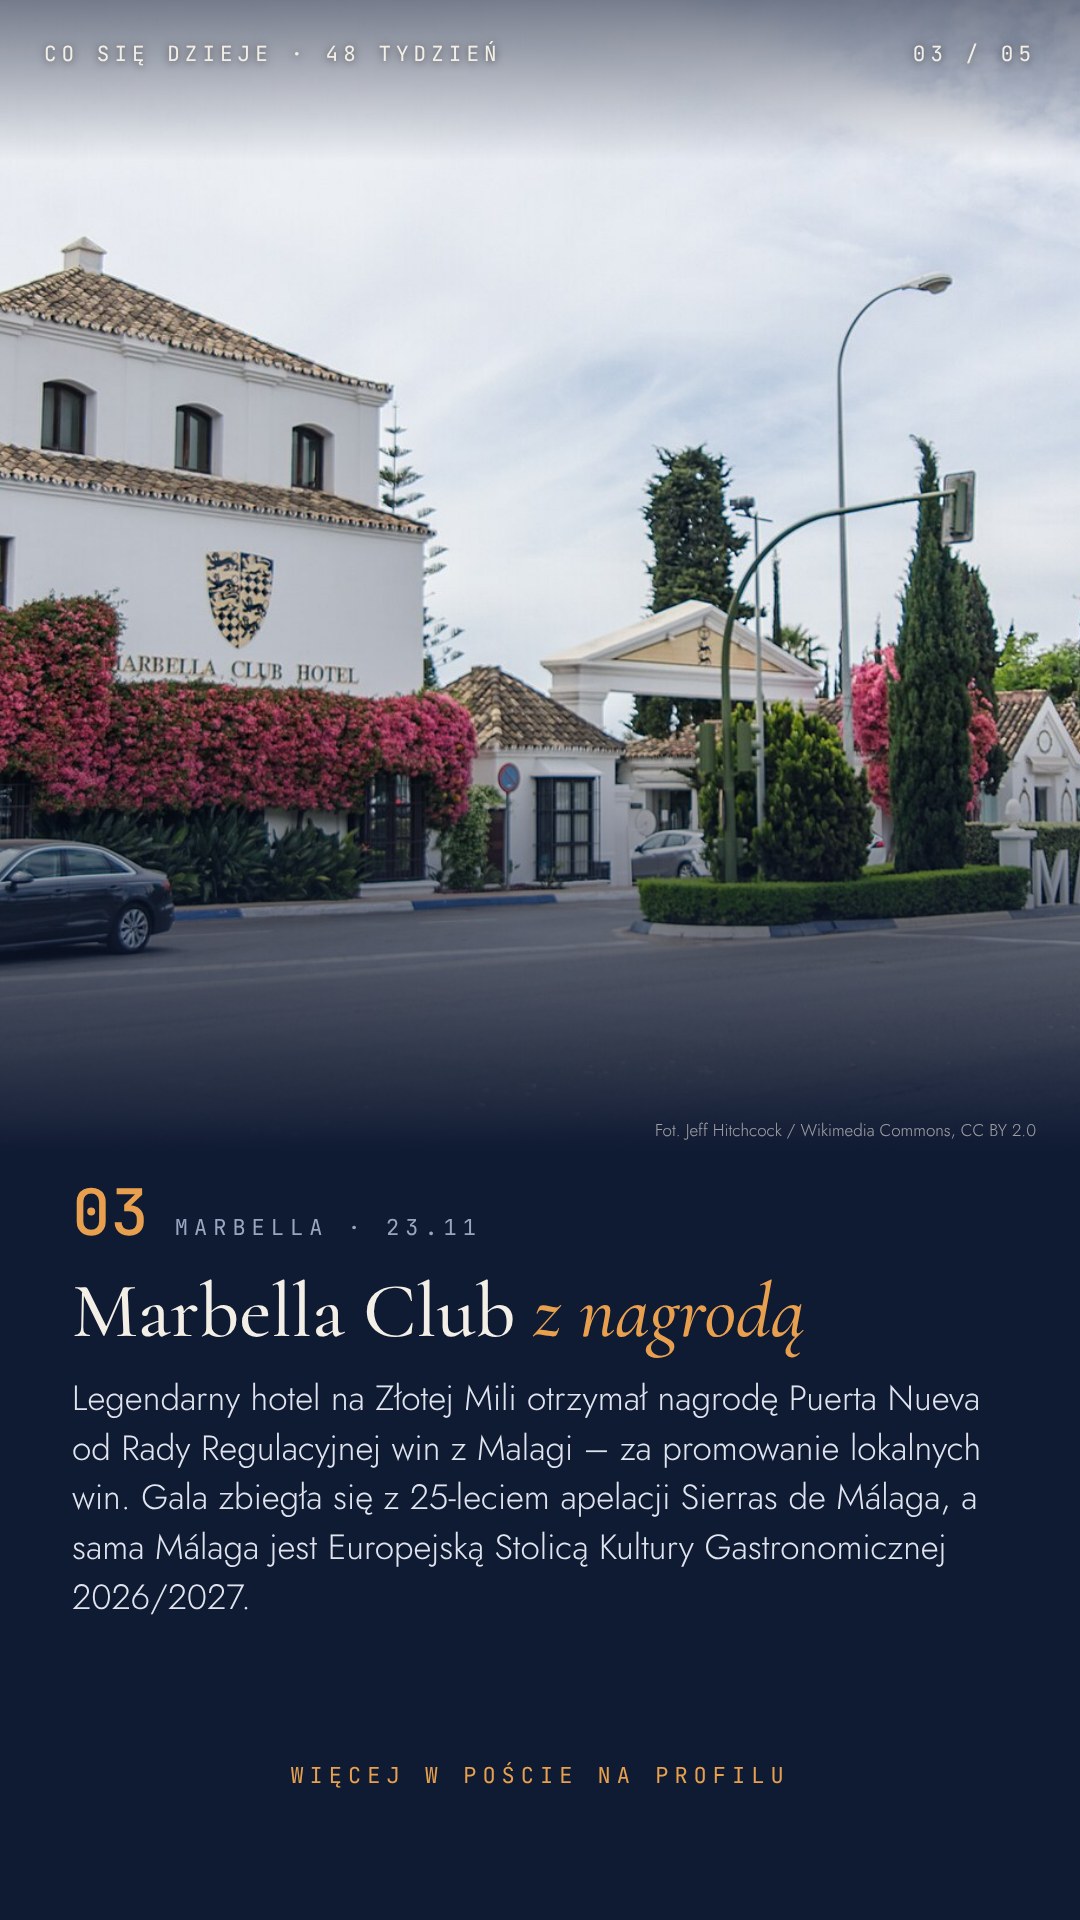 CO SIĘ DZIEJE · 48 TYDZIEŃ
03 / 05
MARBELLA CLUB HOTEL
Fot. Jeff Hitchcock / Wikimedia Commons, CC BY 2.0
03 MARBELLA · 23.11
Marbella Club z nagrodą
Legendarny hotel na Złotej Mili otrzymał nagrodę Puerta Nueva
od Rady Regulacyjnej win z Malagi – za promowanie lokalnych
win. Gala zbiegła się z 25-leciem apelacji Sierras de Málaga, a
sama Málaga jest Europejską Stolicą Kultury Gastronomicznej
2026/2027.
WIĘCEJ W POŚCIE NA PROFILU